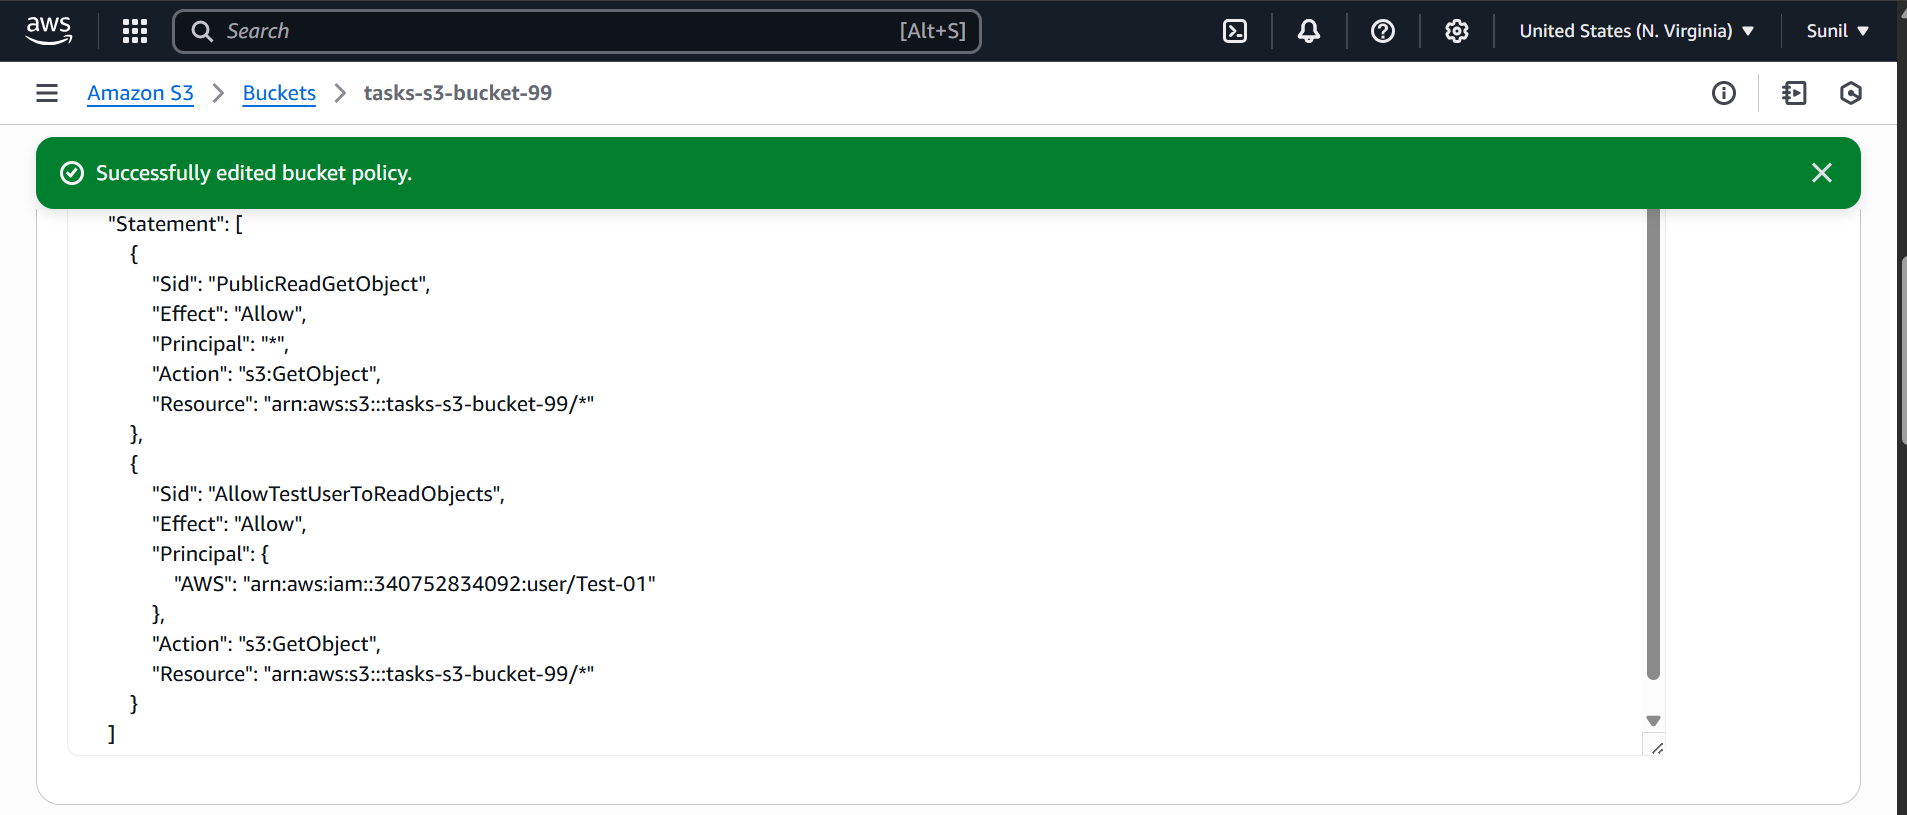 aws
Search [Alt+S]
United States (N. Virginia)
Sunil
Amazon S3 > Buckets > tasks-s3-bucket-99
Successfully edited bucket policy.
"Statement": [
{
"Sid": "PublicReadGetObject",
"Effect": "Allow",
"Principal": "*",
"Action": "s3:GetObject",
"Resource": "arn:aws:s3:::tasks-s3-bucket-99/*"
},
{
"Sid": "AllowTestUserToReadObjects",
"Effect": "Allow",
"Principal": {
"AWS": "arn:aws:iam::340752834092:user/Test-01"
},
"Action": "s3:GetObject",
"Resource": "arn:aws:s3:::tasks-s3-bucket-99/*"
}
]